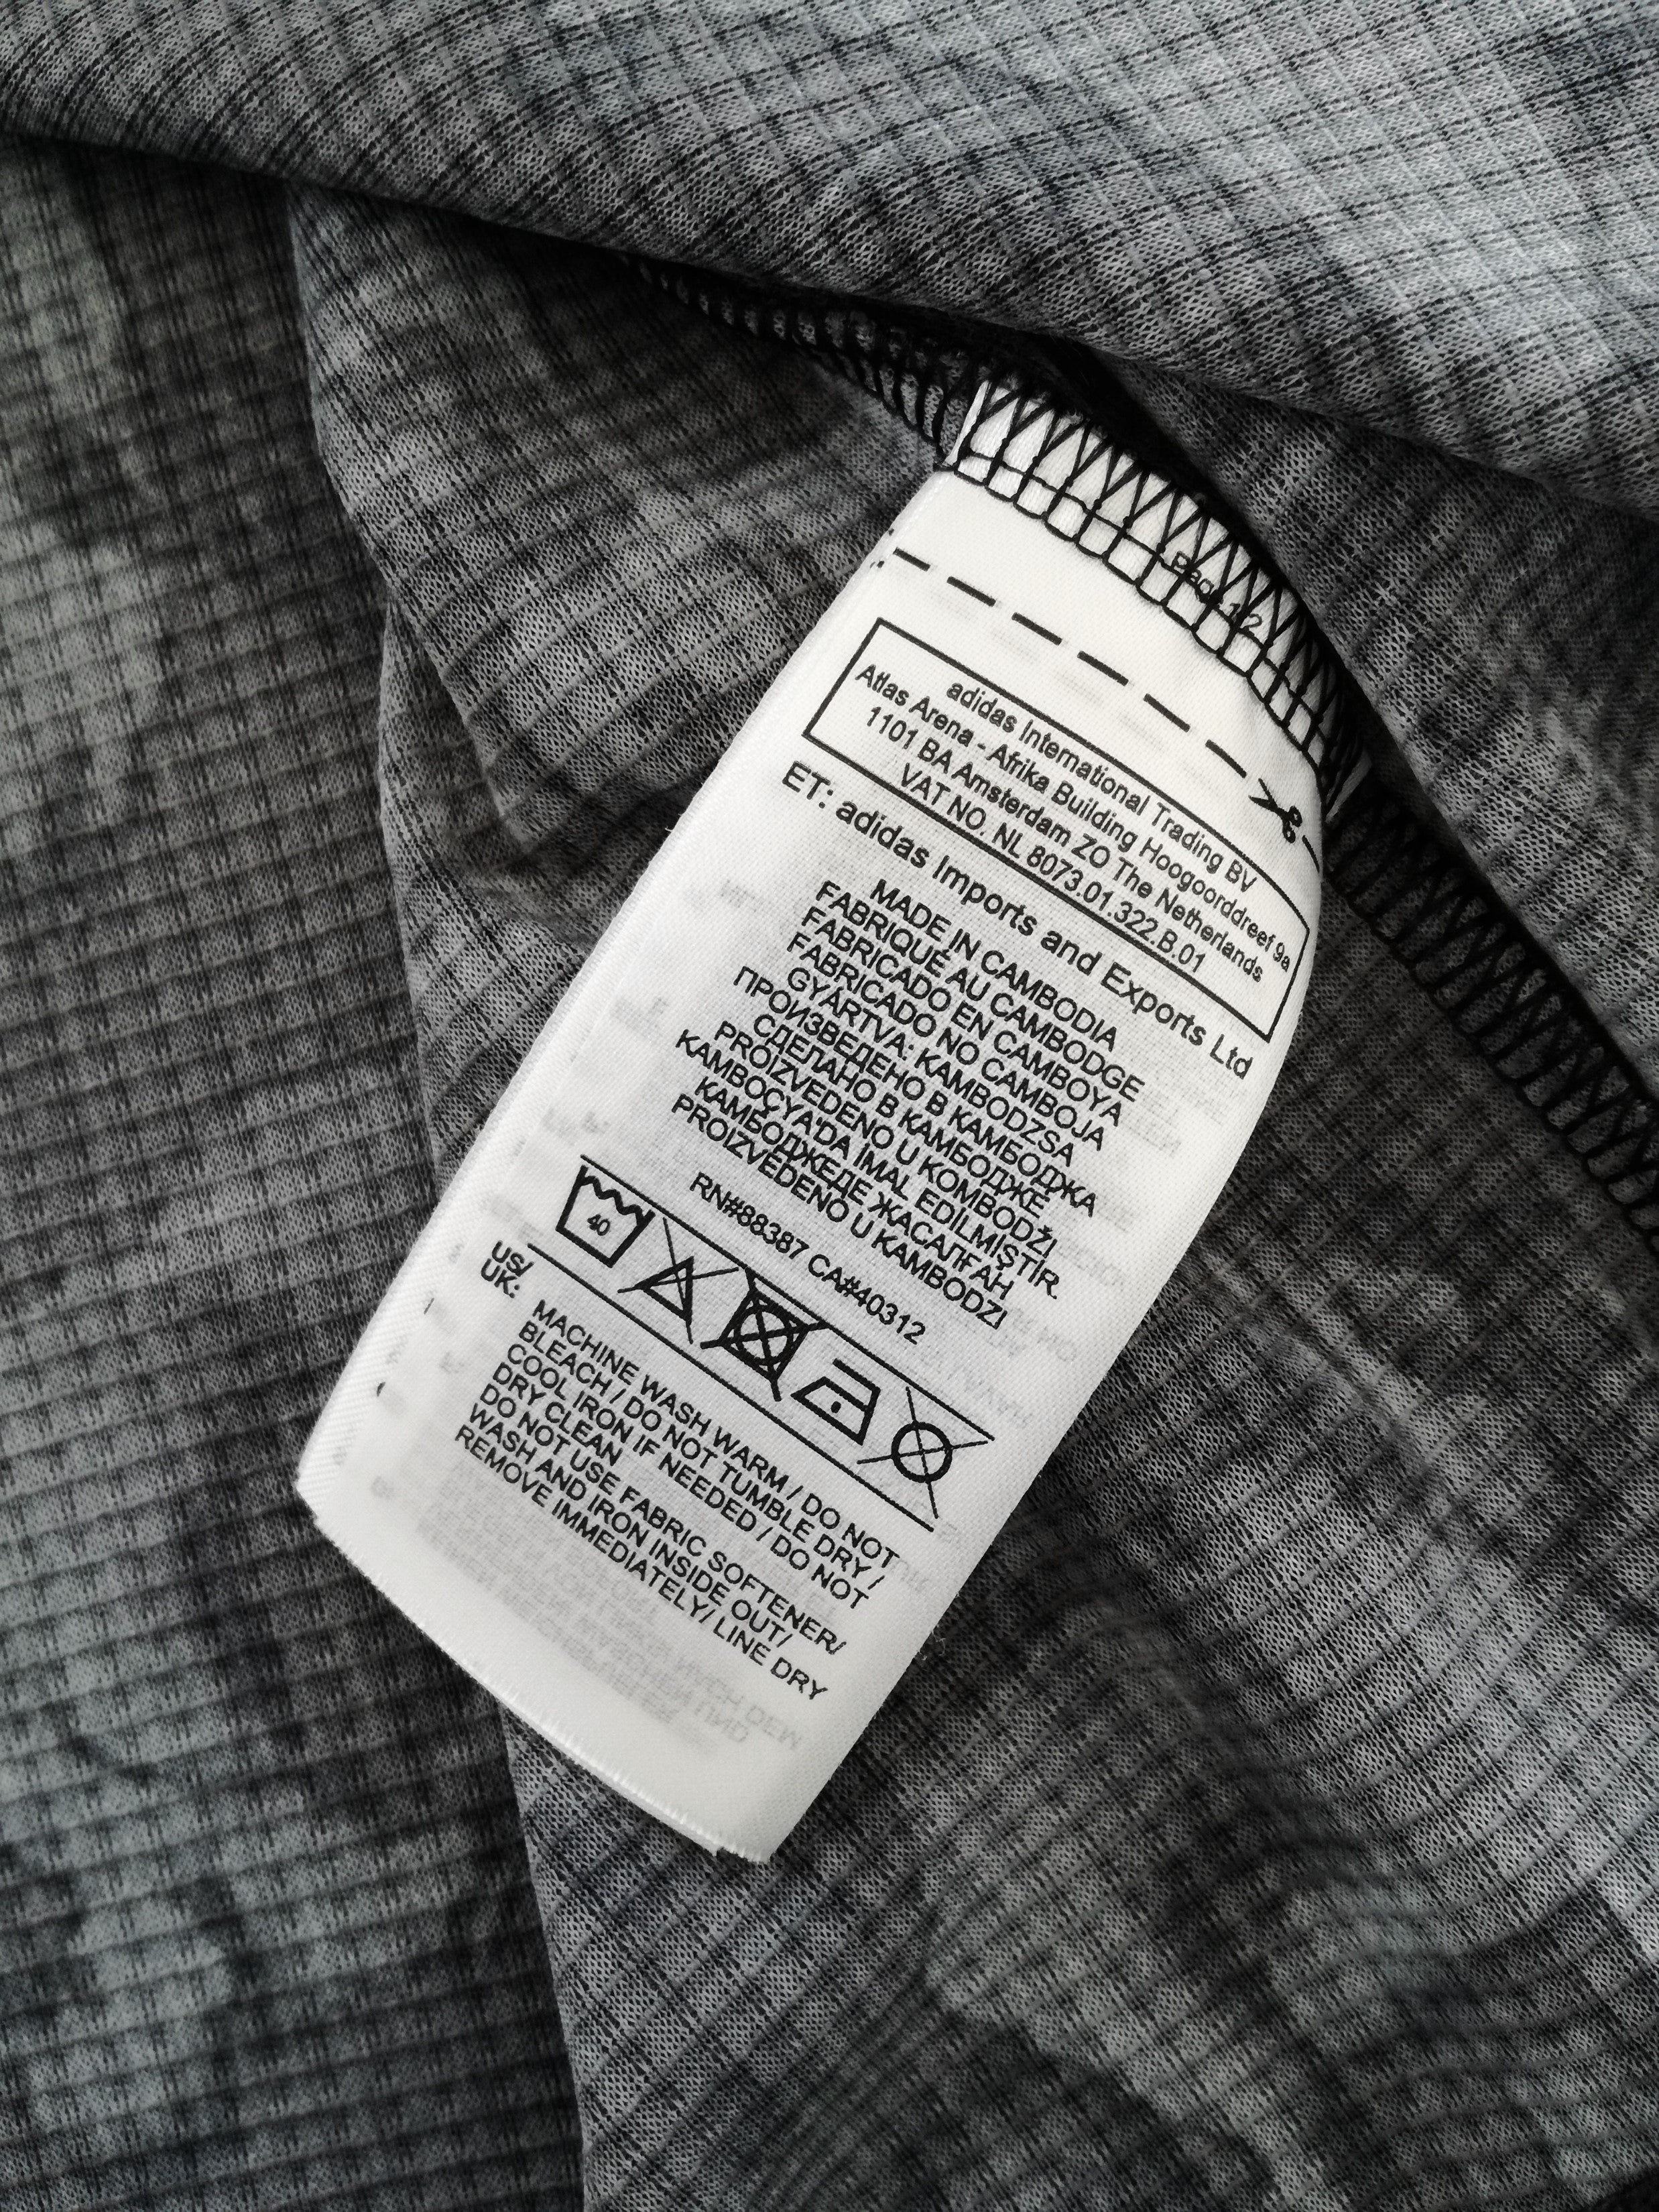 Pack 1/2
adidas International Trading BV
Atlas Arena - Afrika Building Hoogoorddreef 9a
1101 BA Amsterdam ZO The Netherlands
VAT NO. NL 8073.01.322.B.01
ET: adidas Imports and Exports Ltd
MADE IN CAMBODIA
FABRIQUÉ AU CAMBODGE
FABRICADO EN CAMBOYA
FABRICADO NO CAMBOJA
GYÁRTVA: KAMBODZSA
ПРОИЗВЕДЕНО В КАМБОДЖА
СДЕЛАНО В КАМБОДЖЕ
PROIZVEDENO U KOMBODŽI
KAMBOÇYA'DA İMAL EDİLMİŞTİR.
КАМБОДЖЕДЕ ЖАСАЛҒАН
PROIZVEDENO U KAMBODZI
RN#88387 CA#40312
40
US/
UK:
MACHINE WASH WARM / DO NOT
BLEACH / DO NOT TUMBLE DRY /
COOL IRON IF NEEDED / DO NOT
DRY CLEAN
DO NOT USE FABRIC SOFTENER/
WASH AND IRON INSIDE OUT/
REMOVE IMMEDIATELY/ LINE DRY